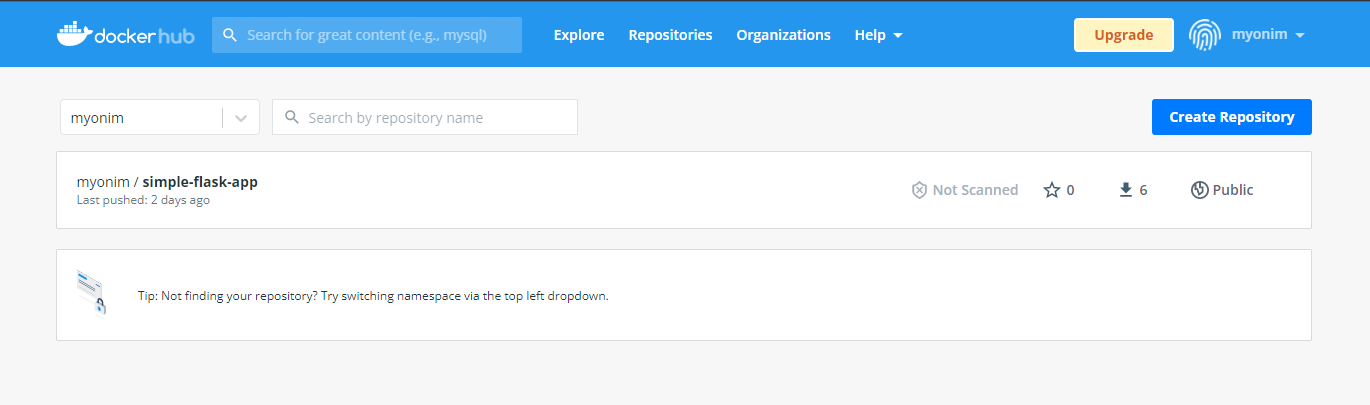 dockerhub Search for great content (e.g., mysql) Explore Repositories Organizations Help Upgrade myonim
myonim Search by repository name Create Repository
myonim / simple-flask-app Not Scanned 0 6 Public
Last pushed: 2 days ago
Tip: Not finding your repository? Try switching namespace via the top left dropdown.